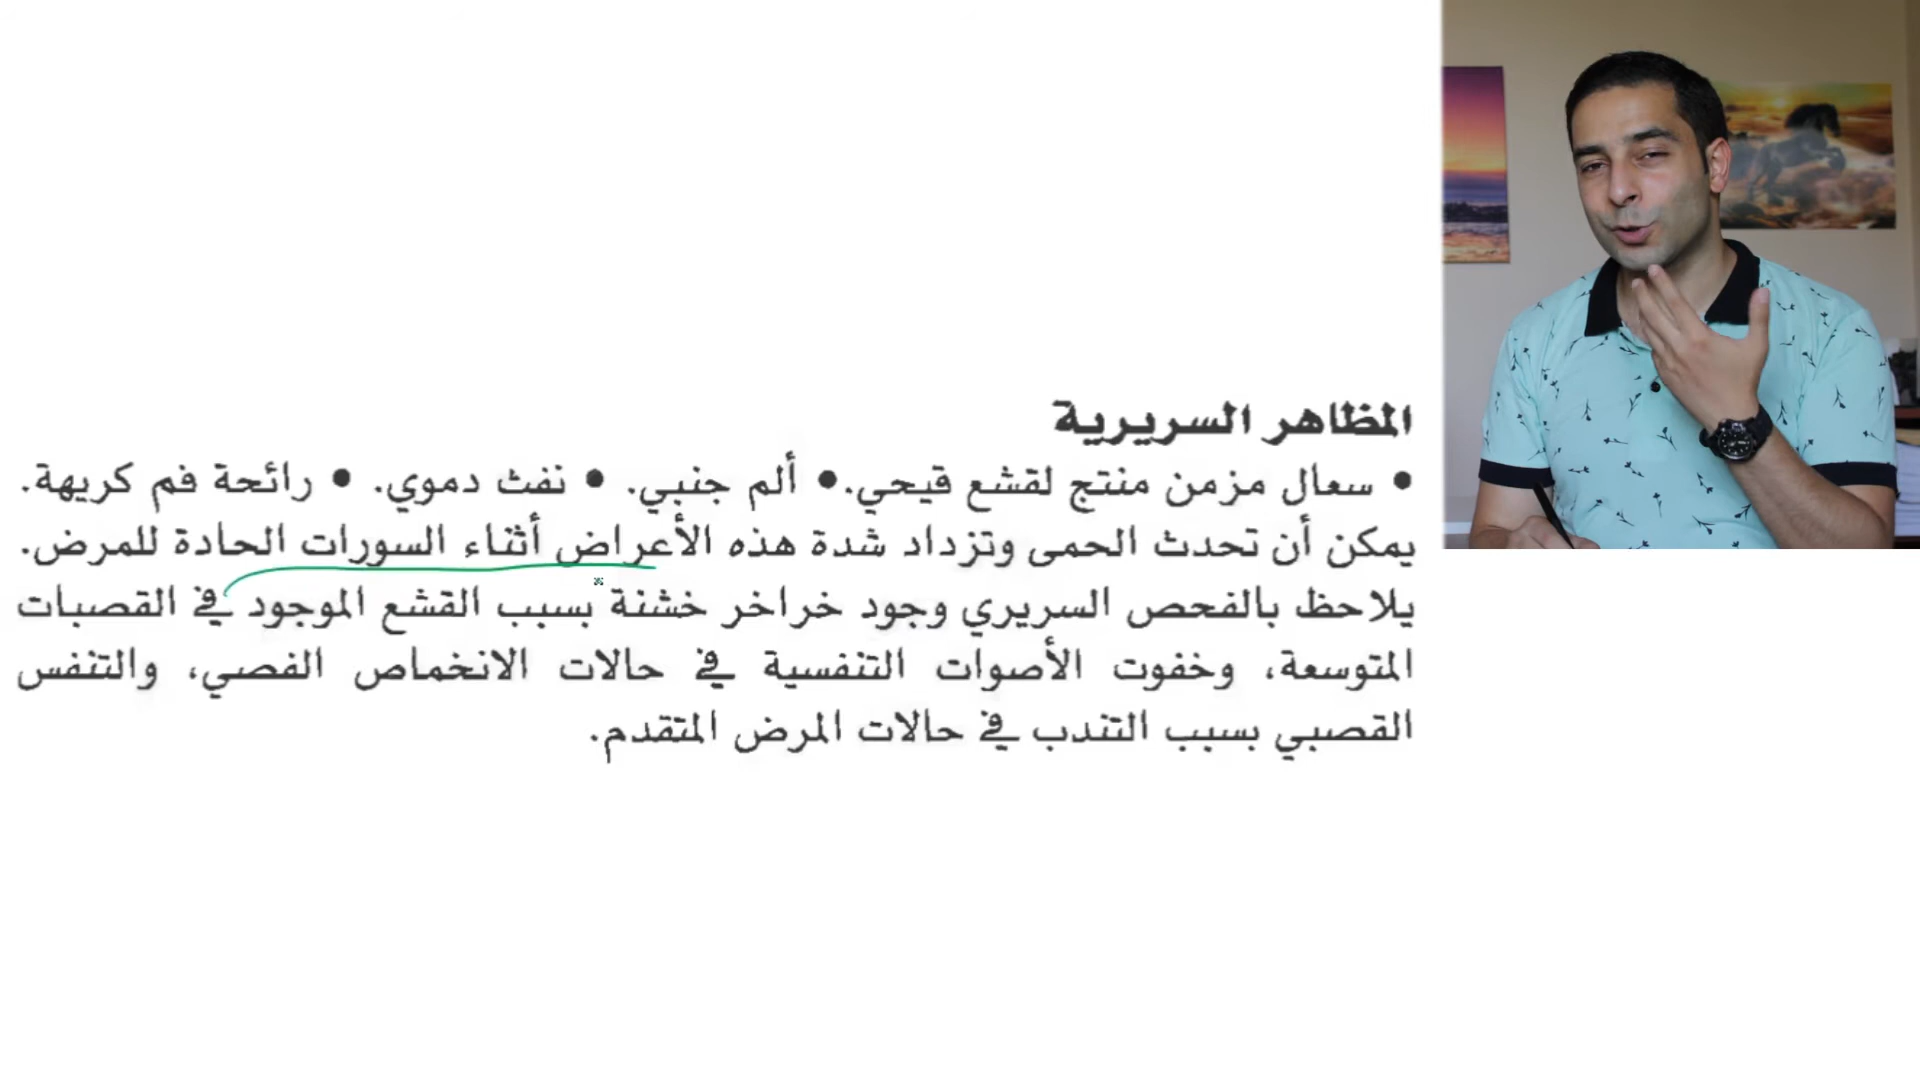 المظاهر السريرية
• سعال مزمن منتج لقشع قيحي.• ألم جنبي. • نفث دموي. • رائحة فم كريهة.
يمكن أن تحدث الحمى وتزداد شدة هذه الأعراض أثناء السورات الحادة للمرض.
يلاحظ بالفحص السريري وجود خراخر خشنة بسبب القشع الموجود في القصبات
المتوسعة، وخفوت الأصوات التنفسية في حالات الانخماص الفصي، والتنفس
القصبي بسبب التندب في حالات المرض المتقدم.